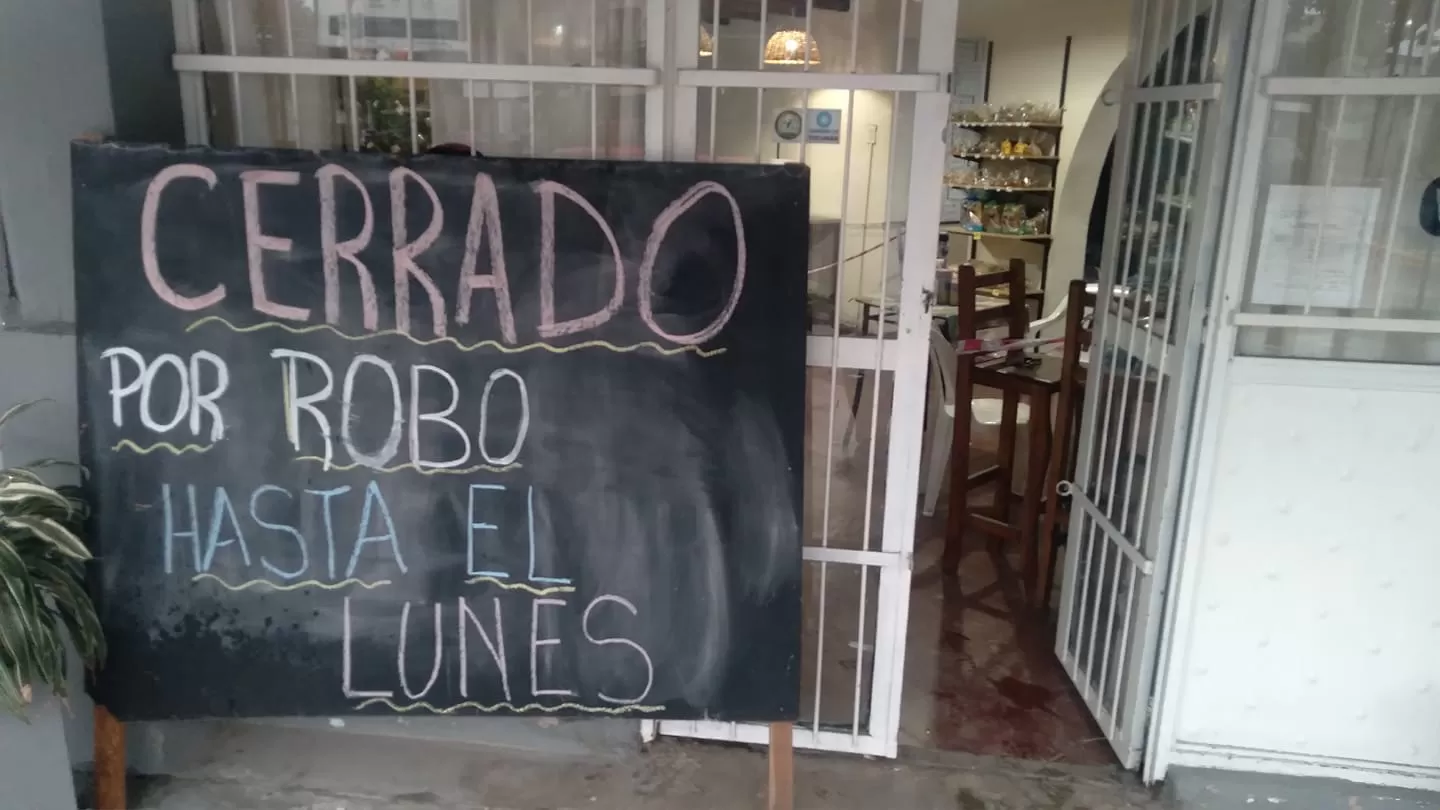 CERRADO
POR ROBO
HASTA EL
LUNES